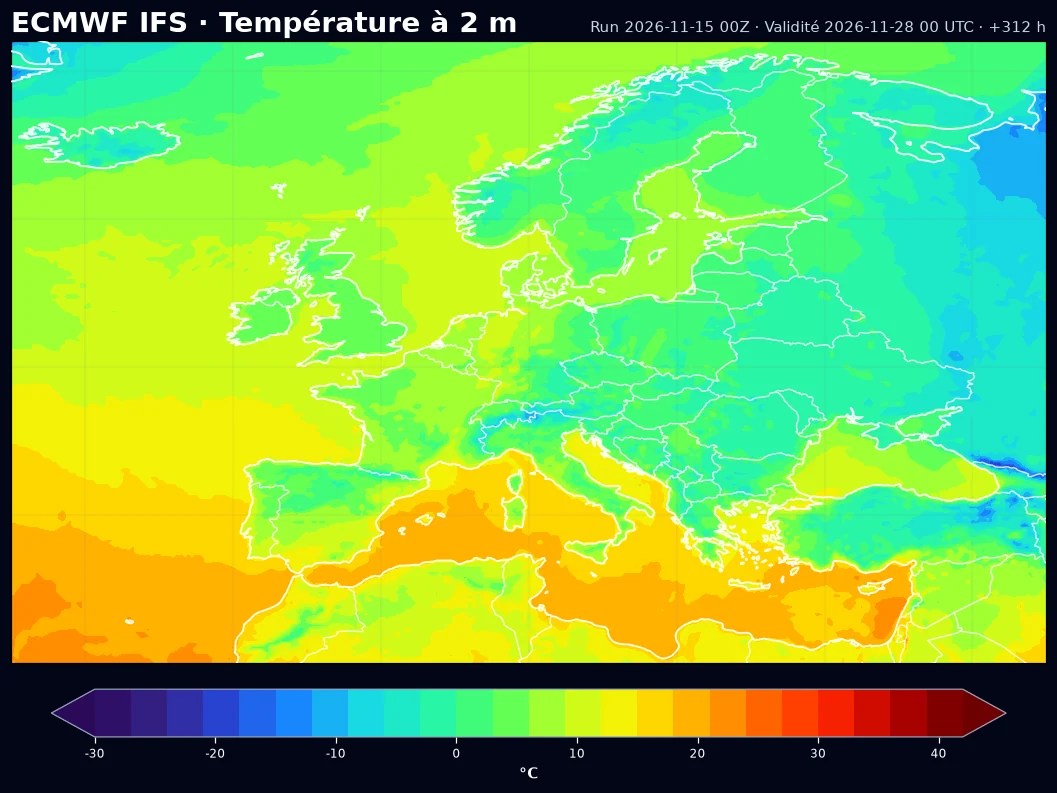 ECMWF IFS · Température à 2 m
Run 2026-11-15 00Z · Validité 2026-11-28 00 UTC · +312 h
-30 -20 -10 0 10 20 30 40
°C